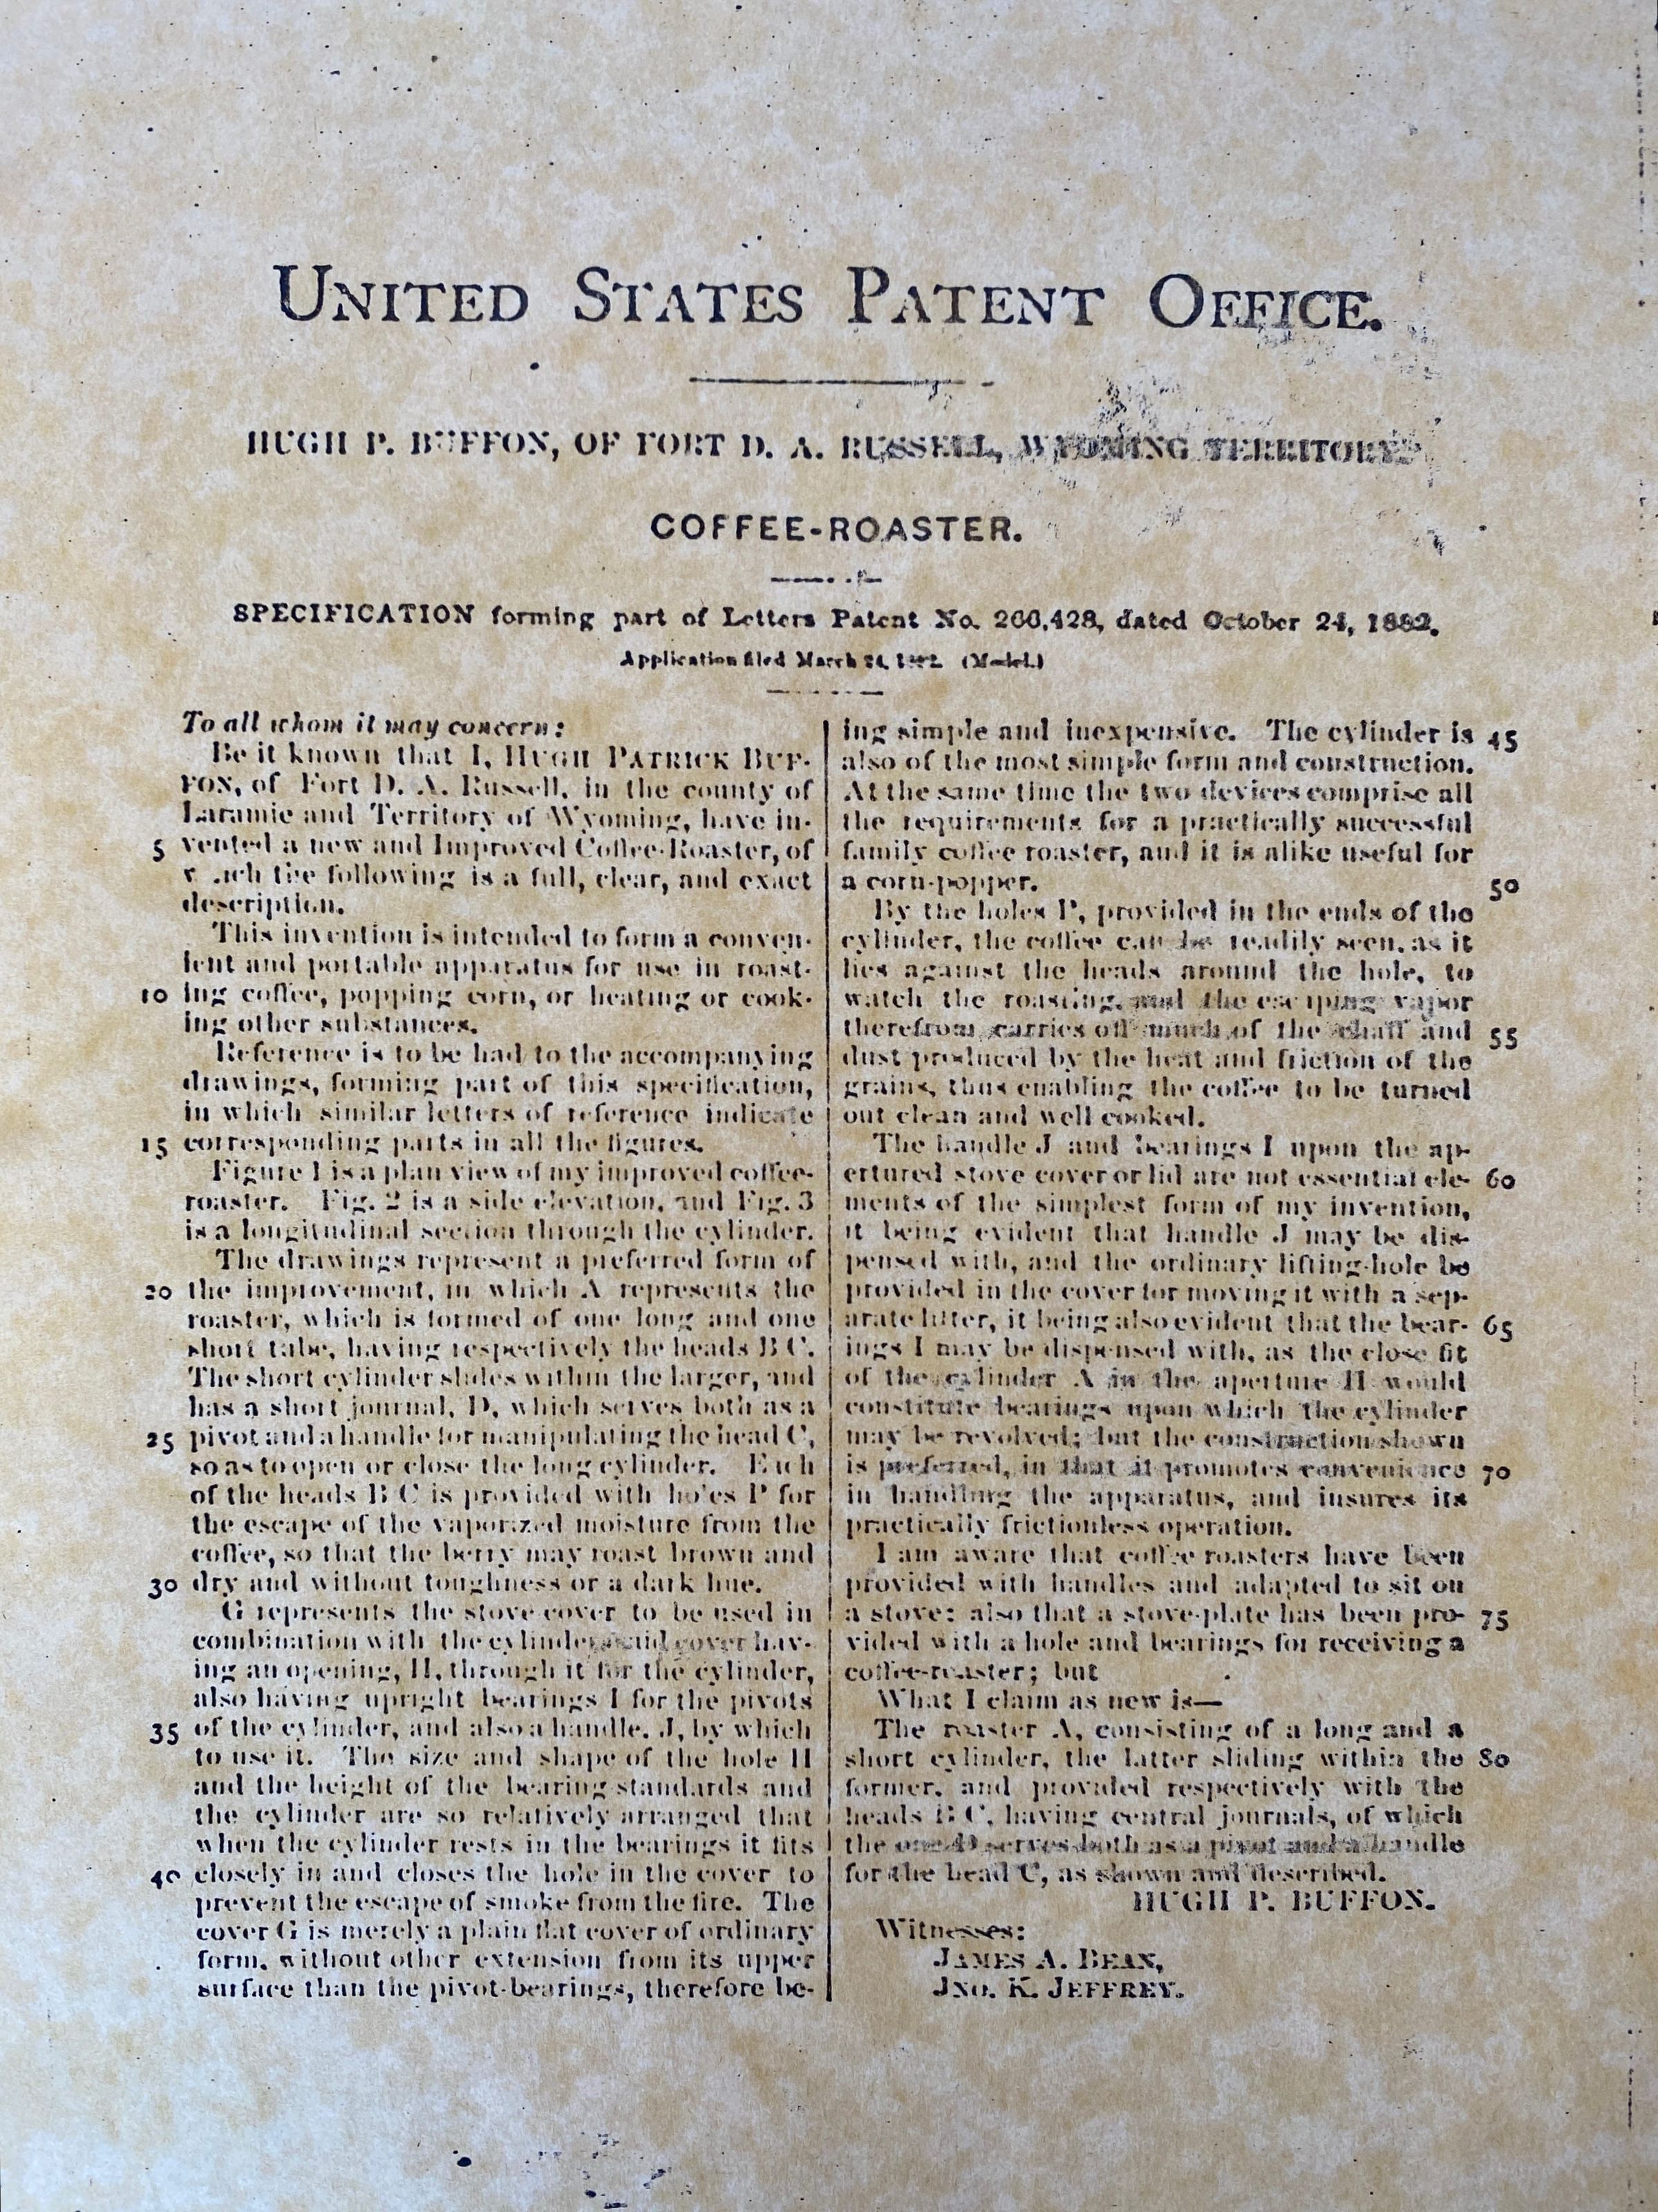 UNITED STATES PATENT OFFICE.
HUGH P. BUFFON, OF FORT D. A. RUSSELL, WYOMING TERRITORY.
COFFEE-ROASTER.
SPECIFICATION forming part of Letters Patent No. 266,428, dated October 24, 1882.
Application filed March 24, 1882. (Model.)
To all whom it may concern:
Be it known that I, HUGH PATRICK BUF-
FON, of Fort D. A. Russell, in the county of
Laramie and Territory of Wyoming, have in-
5 vented a new and Improved Coffee-Roaster, of
which the following is a full, clear, and exact
description.
This invention is intended to form a conven-
ient and portable apparatus for use in roast-
10 ing coffee, popping corn, or heating or cook-
ing other substances.
Reference is to be had to the accompanying
drawings, forming part of this specification,
in which similar letters of reference indicate
15 corresponding parts in all the figures.
Figure 1 is a plan view of my improved coffee-
roaster. Fig. 2 is a side elevation, and Fig. 3
is a longitudinal section through the cylinder.
The drawings represent a preferred form of
20 the improvement, in which A represents the
roaster, which is formed of one long and one
short tube, having respectively the heads B C.
The short cylinder slides within the larger, and
has a short journal, D, which serves both as a
25 pivot and a handle for manipulating the head C,
so as to open or close the long cylinder. Each
of the heads B C is provided with holes P for
the escape of the vaporized moisture from the
coffee, so that the berry may roast brown and
30 dry and without toughness or a dark hue.
G represents the stove-cover to be used in
combination with the cylinder, said cover hav-
ing an opening, H, through it for the cylinder,
also having upright bearings I for the pivots
35 of the cylinder, and also a handle, J, by which
to use it. The size and shape of the hole H
and the height of the bearing-standards and
the cylinder are so relatively arranged that
when the cylinder rests in the bearings it fits
40 closely in and closes the hole in the cover to
prevent the escape of smoke from the fire. The
cover G is merely a plain flat cover of ordinary
form, without other extension from its upper
surface than the pivot-bearings, therefore be-
ing simple and inexpensive. The cylinder is 45
also of the most simple form and construction.
At the same time the two devices comprise all
the requirements for a practically successful
family coffee roaster, and it is alike useful for
a corn-popper. 50
By the holes P, provided in the ends of the
cylinder, the coffee can be readily seen, as it
lies against the heads around the hole, to
watch the roasting, and the escaping vapor
therefrom carries off much of the chaff and 55
dust produced by the heat and friction of the
grains, thus enabling the coffee to be turned
out clean and well cooked.
The handle J and bearings I upon the ap-
ertured stove cover or lid are not essential ele- 60
ments of the simplest form of my invention,
it being evident that handle J may be dis-
pensed with, and the ordinary lifting-hole be
provided in the cover for moving it with a sep-
arate lifter, it being also evident that the bear- 65
ings I may be dispensed with, as the close fit
of the cylinder A in the aperture H would
constitute bearings upon which the cylinder
may be revolved; but the construction shown
is preferred, in that it promotes convenience 70
in handling the apparatus, and insures its
practically frictionless operation.
I am aware that coffee roasters have been
provided with handles and adapted to sit on
a stove; also that a stove-plate has been pro- 75
vided with a hole and bearings for receiving a
coffee-roaster; but
What I claim as new is—
The roaster A, consisting of a long and a
short cylinder, the latter sliding within the 80
former, and provided respectively with the
heads B C, having central journals, of which
the one D serves both as a pivot and a handle
for the head C, as shown and described.
HUGH P. BUFFON.
Witnesses:
JAMES A. BEAN,
JNO. K. JEFFREY.